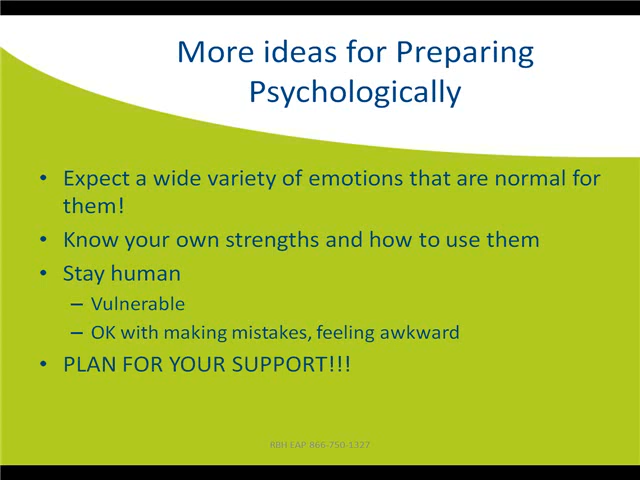 More ideas for Preparing
Psychologically
• Expect a wide variety of emotions that are normal for
them!
• Know your own strengths and how to use them
• Stay human
– Vulnerable
– OK with making mistakes, feeling awkward
• PLAN FOR YOUR SUPPORT!!!
RBH EAP 866-750-1327